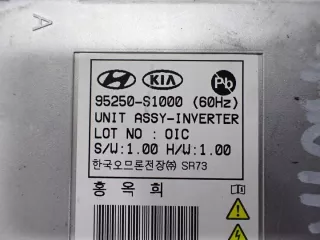 A
KIA
Pb
95250-S1000 (60Hz)
UNIT ASSY-INVERTER
LOT NO : OIC
S/W:1.00 H/W:1.00
한국오므론전장㈜ SR73
홍옥희